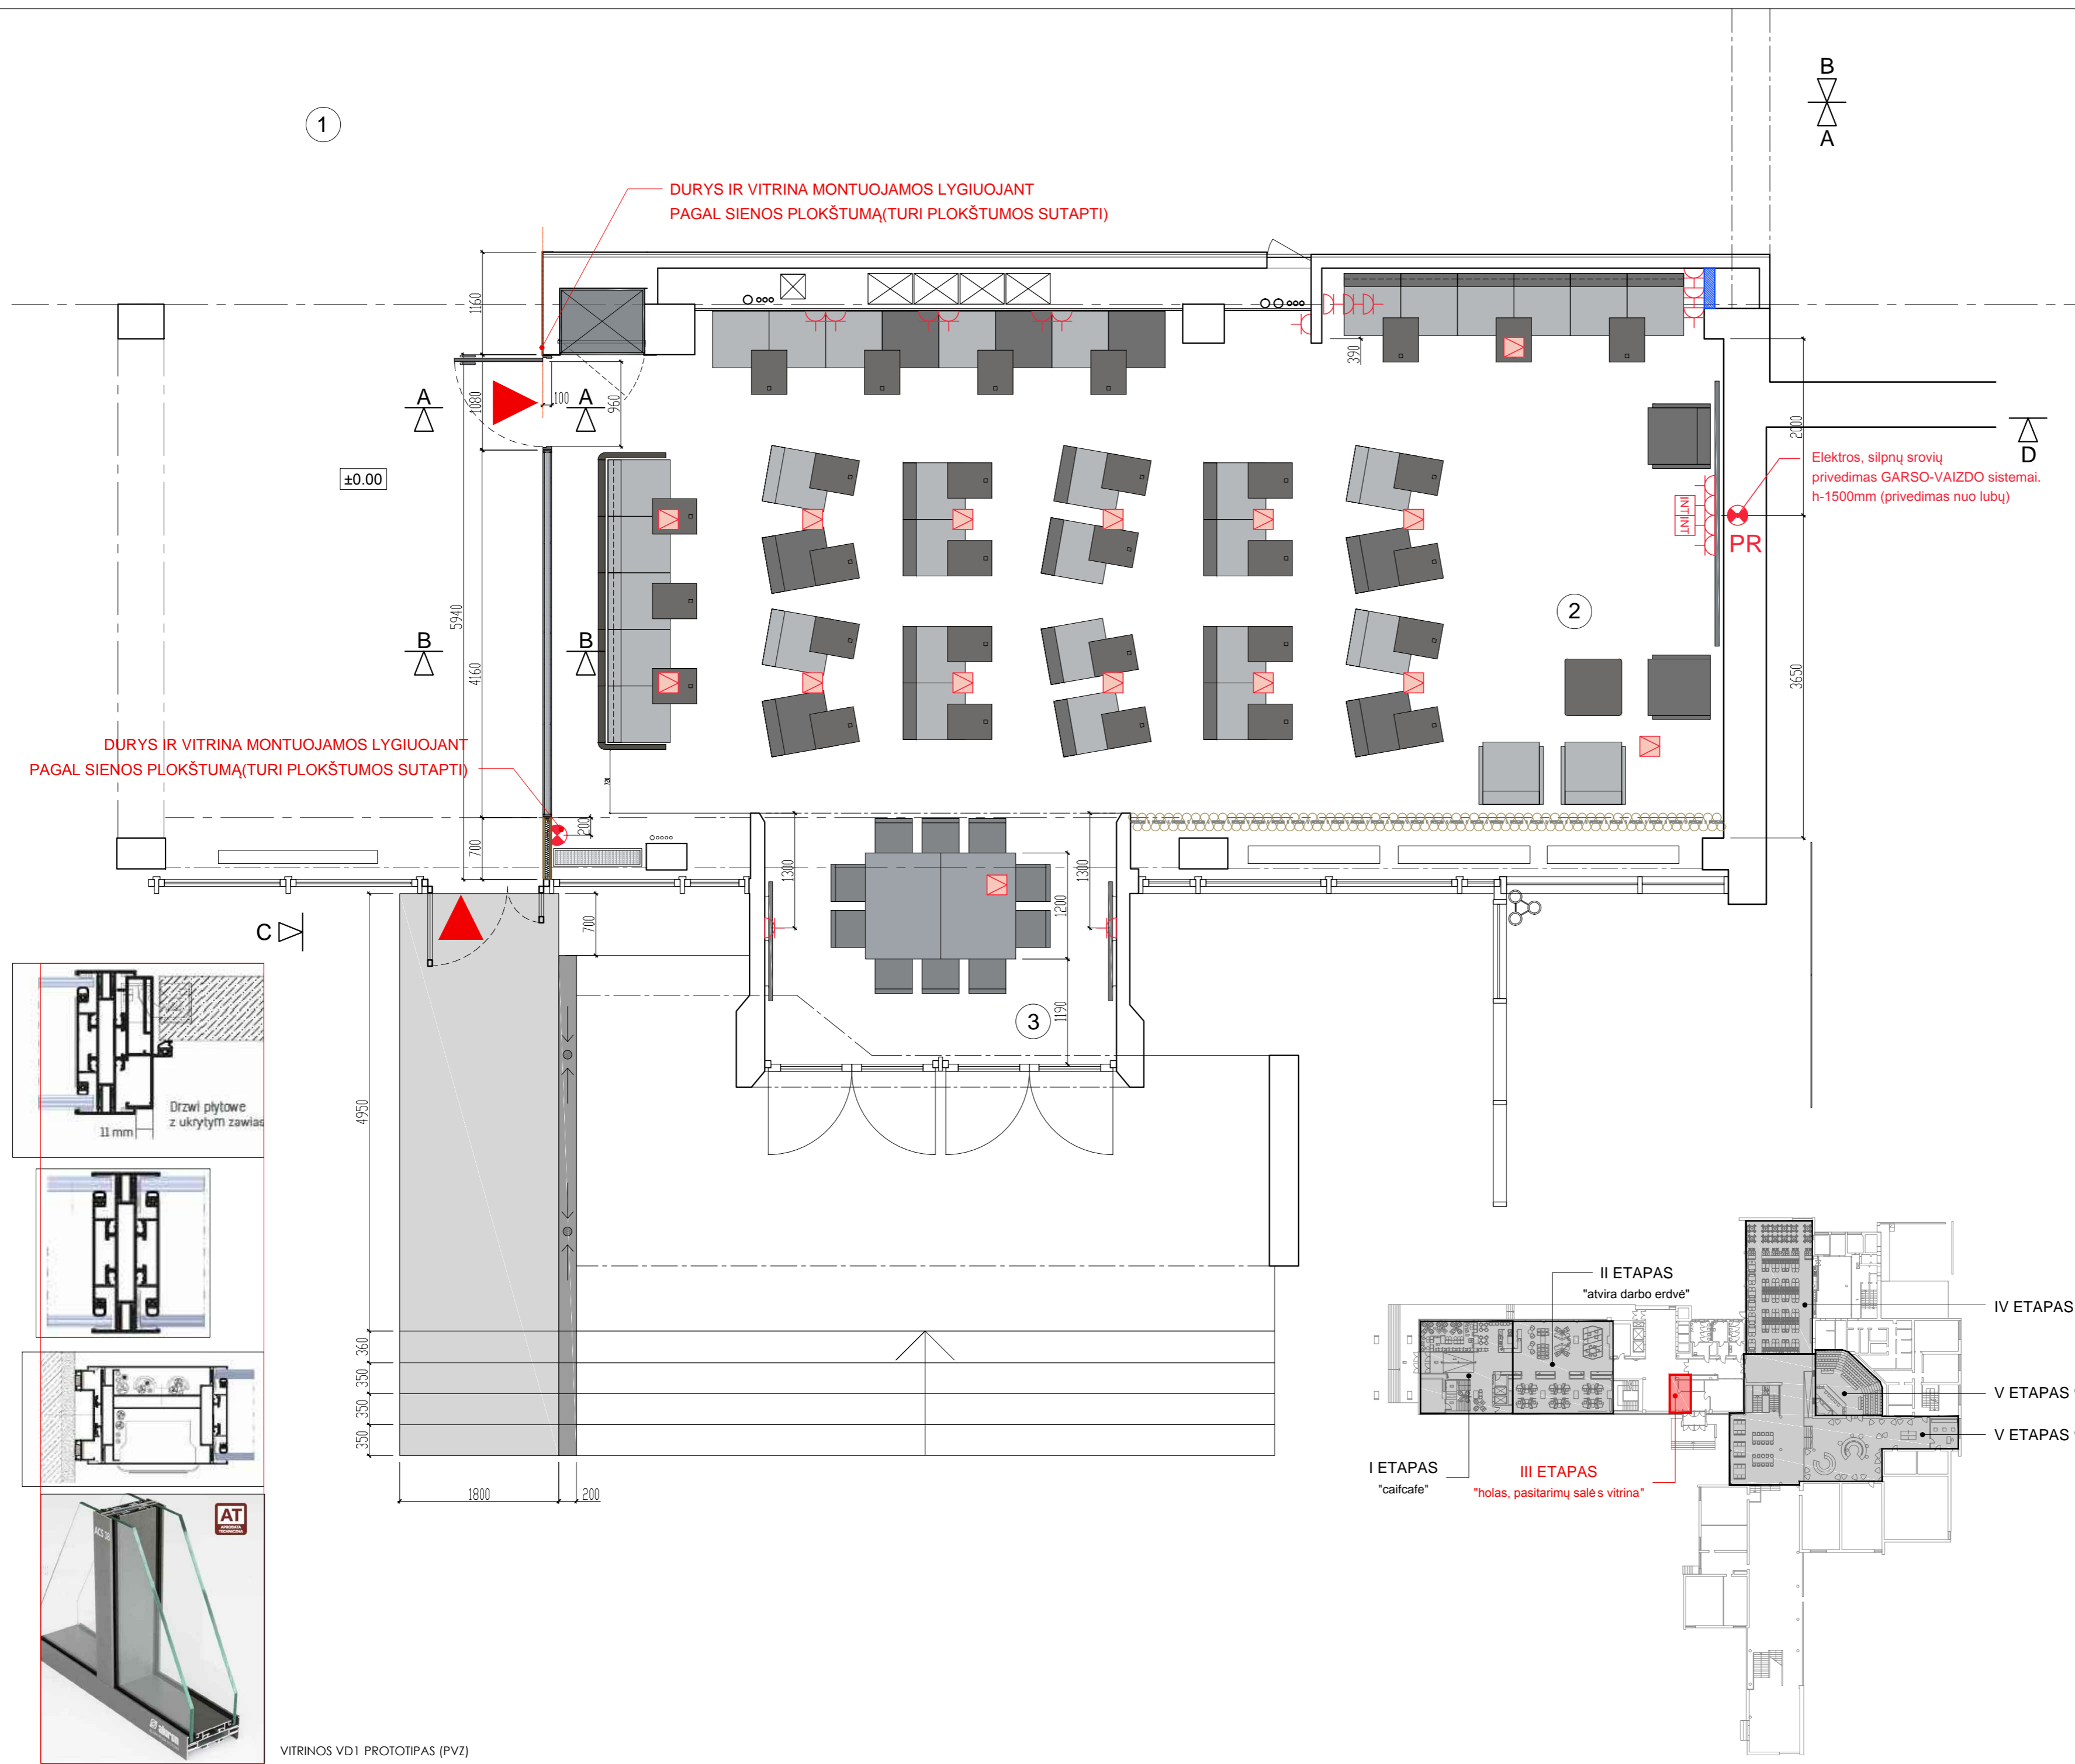 1
B
A
DURYS IR VITRINA MONTUOJAMOS LYGIUOJANT
PAGAL SIENOS PLOKŠTUMĄ(TURI PLOKŠTUMOS SUTAPTI)
1160
390
A
A
1080
100
960
2000
D
±0.00
Elektros, silpnų srovių
privedimas GARSO-VAIZDO sistemai.
h-1500mm (privedimas nuo lubų)
INT INT
PR
2
5940
B
B
4160
3650
DURYS IR VITRINA MONTUOJAMOS LYGIUOJANT
PAGAL SIENOS PLOKŠTUMĄ(TURI PLOKŠTUMOS SUTAPTI)
200
700
1300
1300
1200
700
C
3
1190
Drzwi płytowe
z ukrytym zawias
11 mm
4950
360
350
350
350
1800
200
II ETAPAS
"atvira darbo erdvė"
IV ETAPAS
V ETAPAS "
V ETAPAS "
I ETAPAS
"caifcafe"
III ETAPAS
"holas, pasitarimų salės vitrina"
AT
APROBATA
TECHNICZNA
VITRINOS VD1 PROTOTIPAS (PVZ)